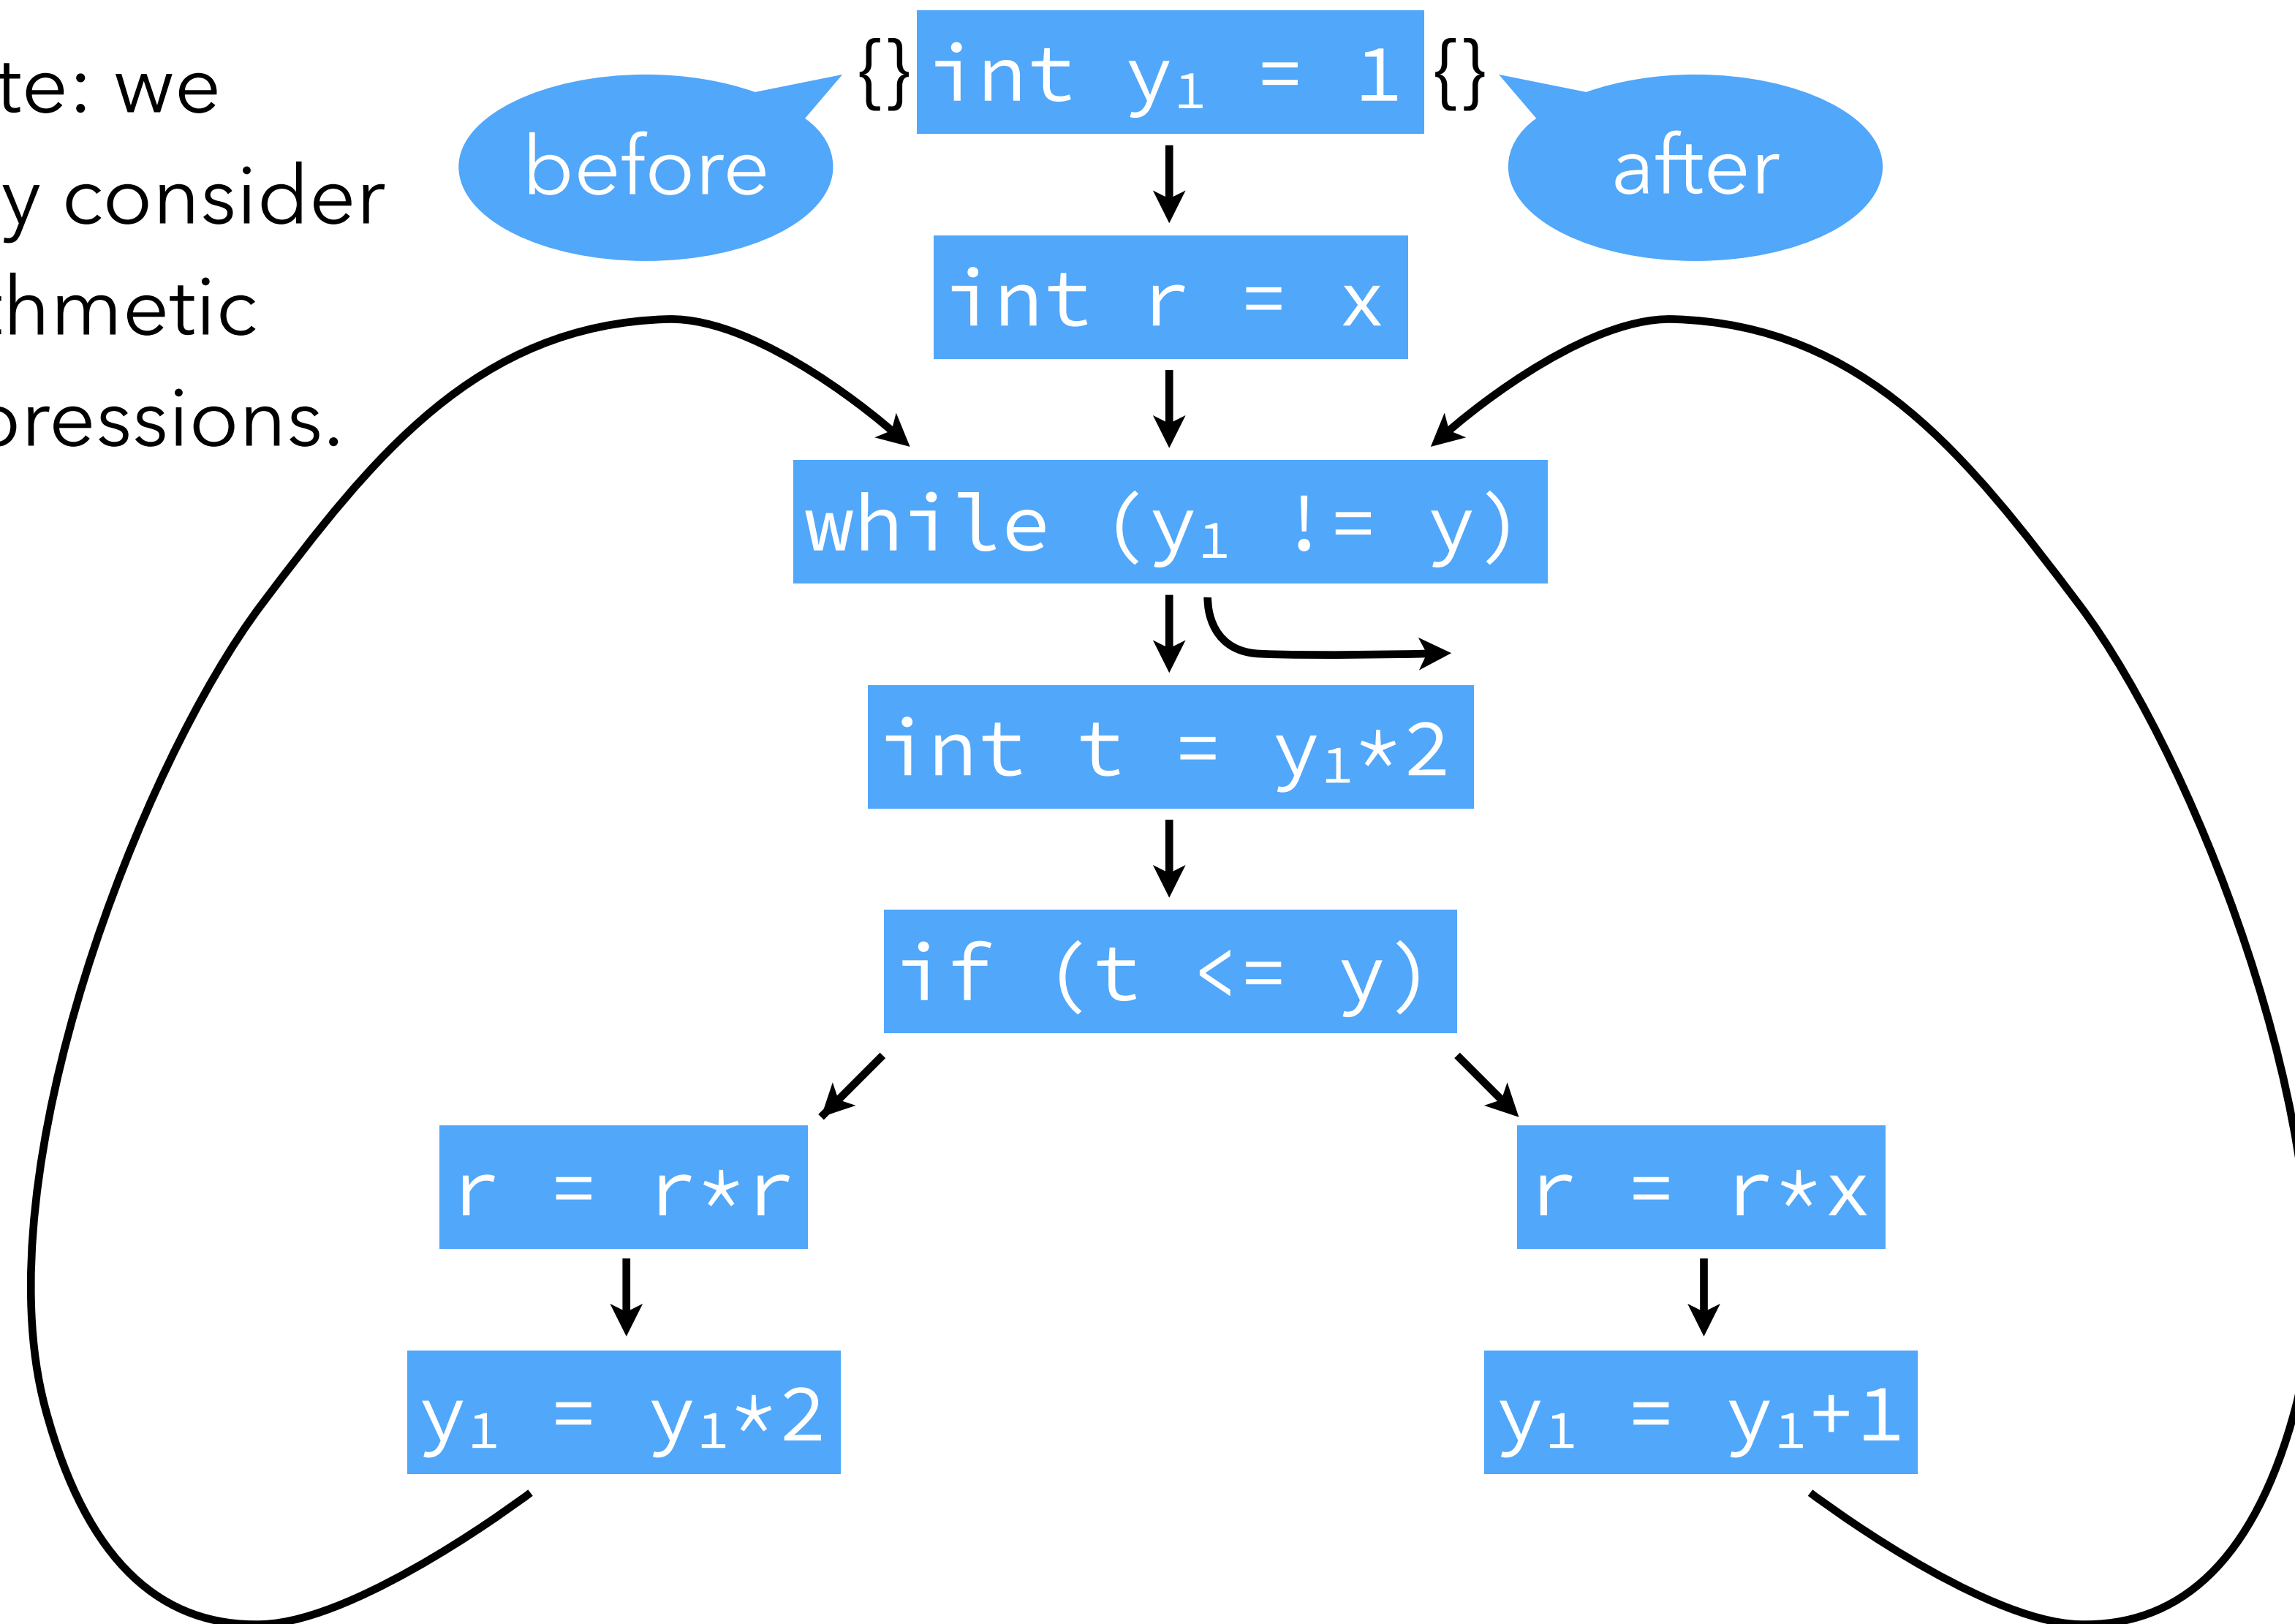 te: we
y consider
hmetic
ressions.
before
{} int y₁ = 1 {}
after
int r = x
while (y₁ != y)
int t = y₁*2
if (t <= y)
r = r*r
r = r*x
y₁ = y₁*2
y₁ = y₁+1